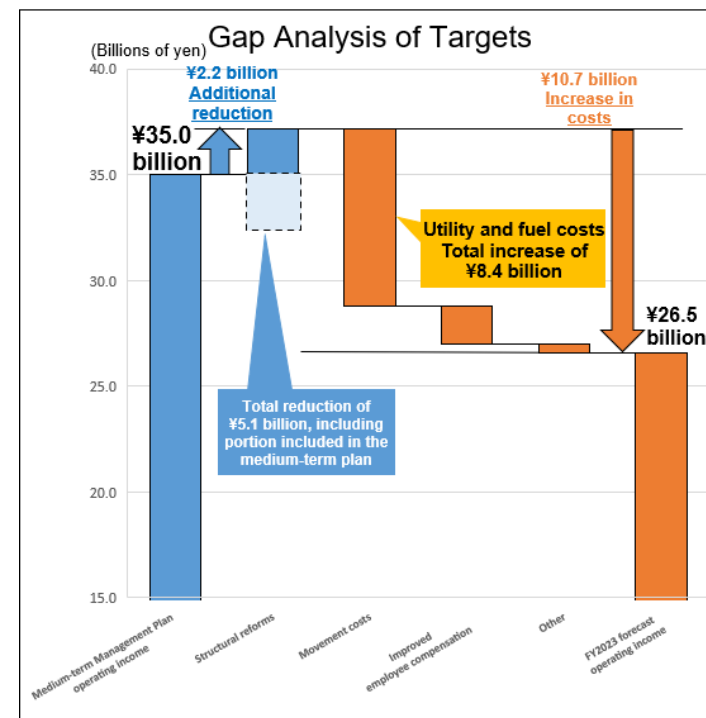 Gap Analysis of Targets
(Billions of yen)
40.0
35.0
30.0
25.0
20.0
15.0
¥2.2 billion
Additional
reduction
¥35.0
billion
¥10.7 billion
Increase in
costs
Utility and fuel costs
Total increase of
¥8.4 billion
¥26.5
billion
Total reduction of
¥5.1 billion, including
portion included in the
medium-term plan
Medium-term Management Plan
operating income
Structural reforms
Movement costs
Improved
employee compensation
Other
FY2023 forecast
operating income